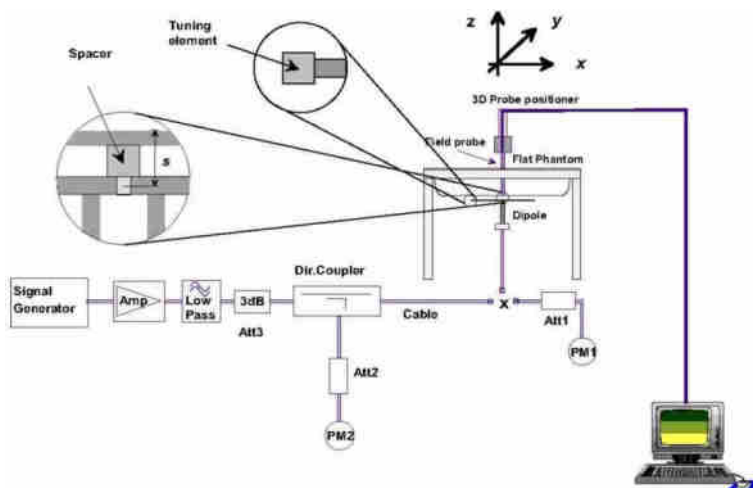 Tuning
element
Spacer
s
z
y
x
3D Probe positioner
Field probe
Flat Phantom
Dipole
Signal
Generator
Amp
Low
Pass
3dB
Att3
Dir.Coupler
Cable
x
Att1
PM1
Att2
PM2